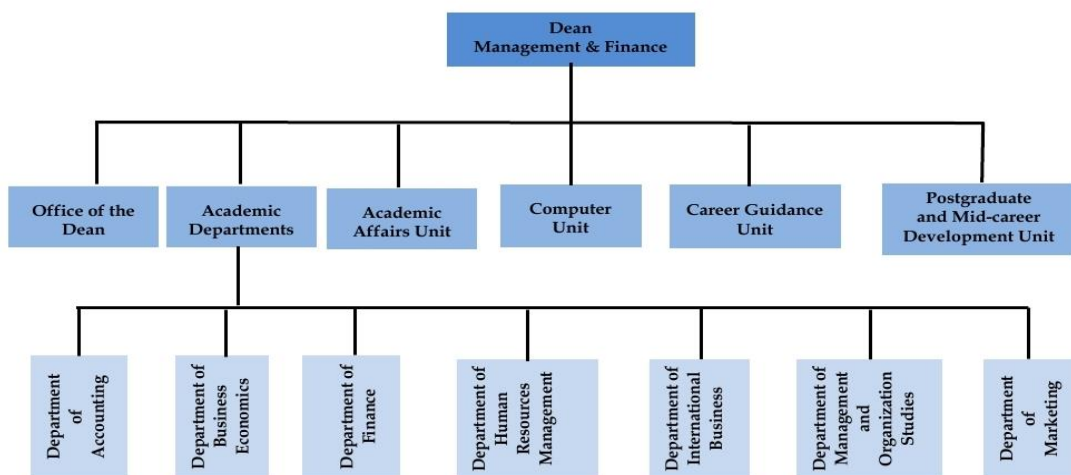 Dean
Management & Finance
Office of the
Dean
Academic
Departments
Academic
Affairs Unit
Computer
Unit
Career Guidance
Unit
Postgraduate
and Mid-career
Development Unit
Department
of
Accounting
Department of
Business
Economics
Department of
Finance
Department of
Human
Resources
Management
Department of
International
Business
Department of
Management
and
Organization
Studies
Department
of
Marketing